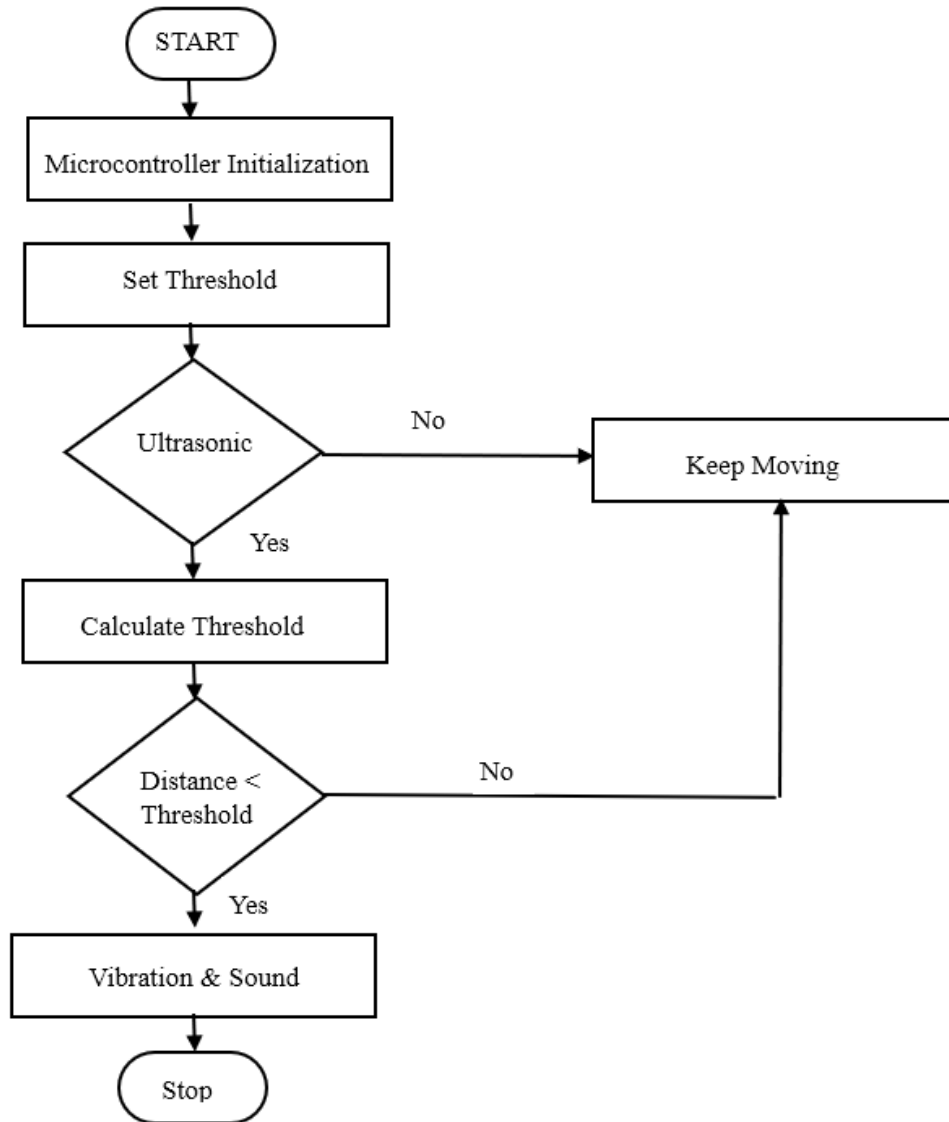 START
Microcontroller Initialization
Set Threshold
Ultrasonic
No
Keep Moving
Yes
Calculate Threshold
Distance <
Threshold
No
Yes
Vibration & Sound
Stop